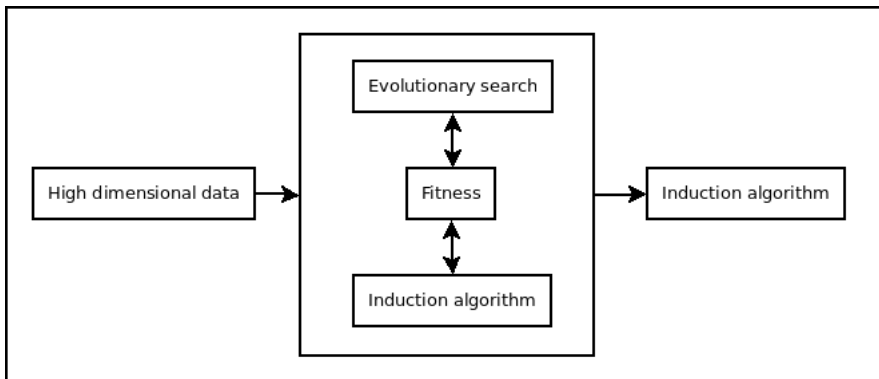 Evolutionary search
High dimensional data
Fitness
Induction algorithm
Induction algorithm